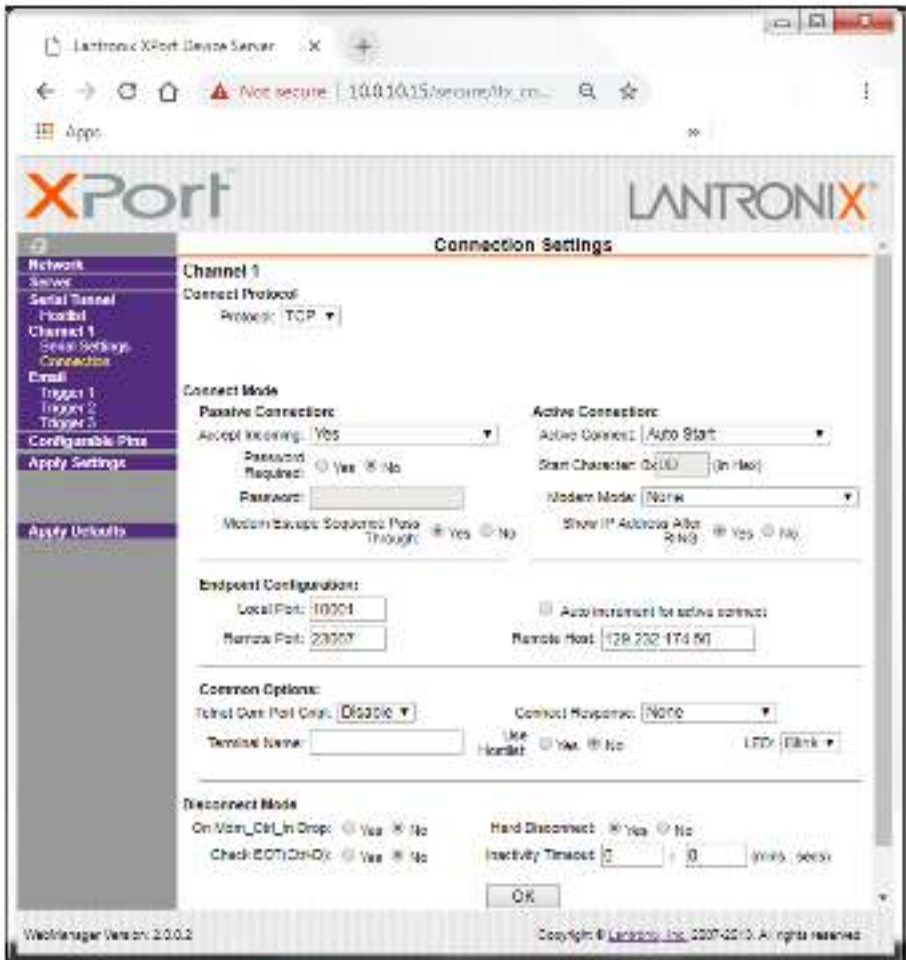 Lantronix XPort Device Server
Not secure | 10.0.10.15/secure/ltx_co...
Apps
»
XPort
LANTRONIX
Connection Settings
Network
Server
Serial Tunnel
Hostlist
Channel 1
Serial Settings
Connection
Email
Trigger 1
Trigger 2
Trigger 3
Configurable Pins
Apply Settings
Apply Defaults
Channel 1
Connect Protocol
Protocol: TCP
Connect Mode
Passive Connection: Active Connection:
Accept Incoming: Yes Active Connect: Auto Start
Password Required: Yes No Start Character: 0x (in Hex)
Password: Modem Mode: None
Modem Escape Sequence Pass Through: Yes No Show IP Address After RING: Yes No
Endpoint Configuration:
Local Port: 10001 Auto increment for active connect
Remote Port: Remote Host:
Common Options:
Telnet Com Port Cntrl: Disable Connect Response: None
Terminal Name: Use Hostlist: Yes No LED: Blink
Disconnect Mode
On Mdm_Ctrl_In Drop: Yes No Hard Disconnect: Yes No
Check EOT(Ctrl-D): Yes No Inactivity Timeout: 0 : 0 (mins : secs)
OK
WebManager Version: 2.0.0.2 Copyright © Lantronix, Inc. 2007-2013. All rights reserved.